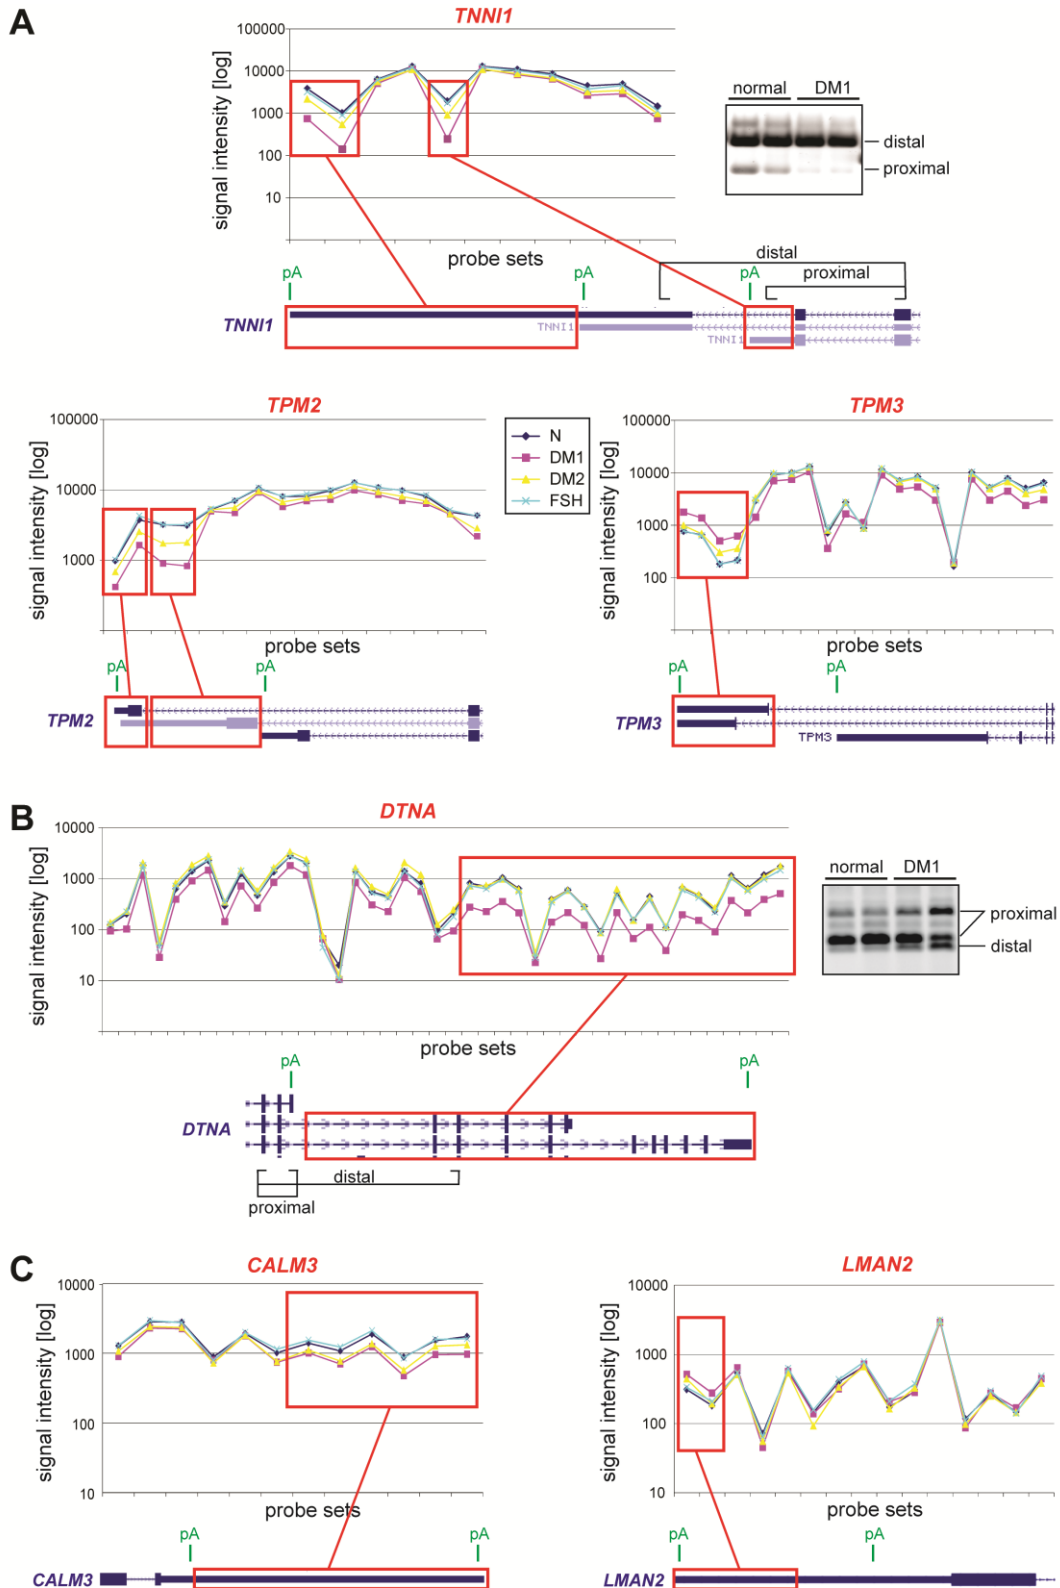 A
TNNI1
signal intensity [log]
100000
10000
1000
100
10
probe sets
normal DM1
distal
proximal
pA pA pA
distal
proximal
TNNI1
TNNI1
TNNI1
TPM2
signal intensity [log]
100000
10000
1000
probe sets
N
DM1
DM2
FSH
TPM3
signal intensity [log]
100000
10000
1000
100
probe sets
pA pA
TPM2
pA pA
TPM3
TPM3
B
DTNA
signal intensity [log]
10000
1000
100
10
probe sets
normal DM1
proximal
distal
pA pA
DTNA
distal
proximal
C
CALM3
signal intensity [log]
10000
1000
100
10
probe sets
pA pA
CALM3
LMAN2
signal intensity [log]
10000
1000
100
10
probe sets
pA pA
LMAN2